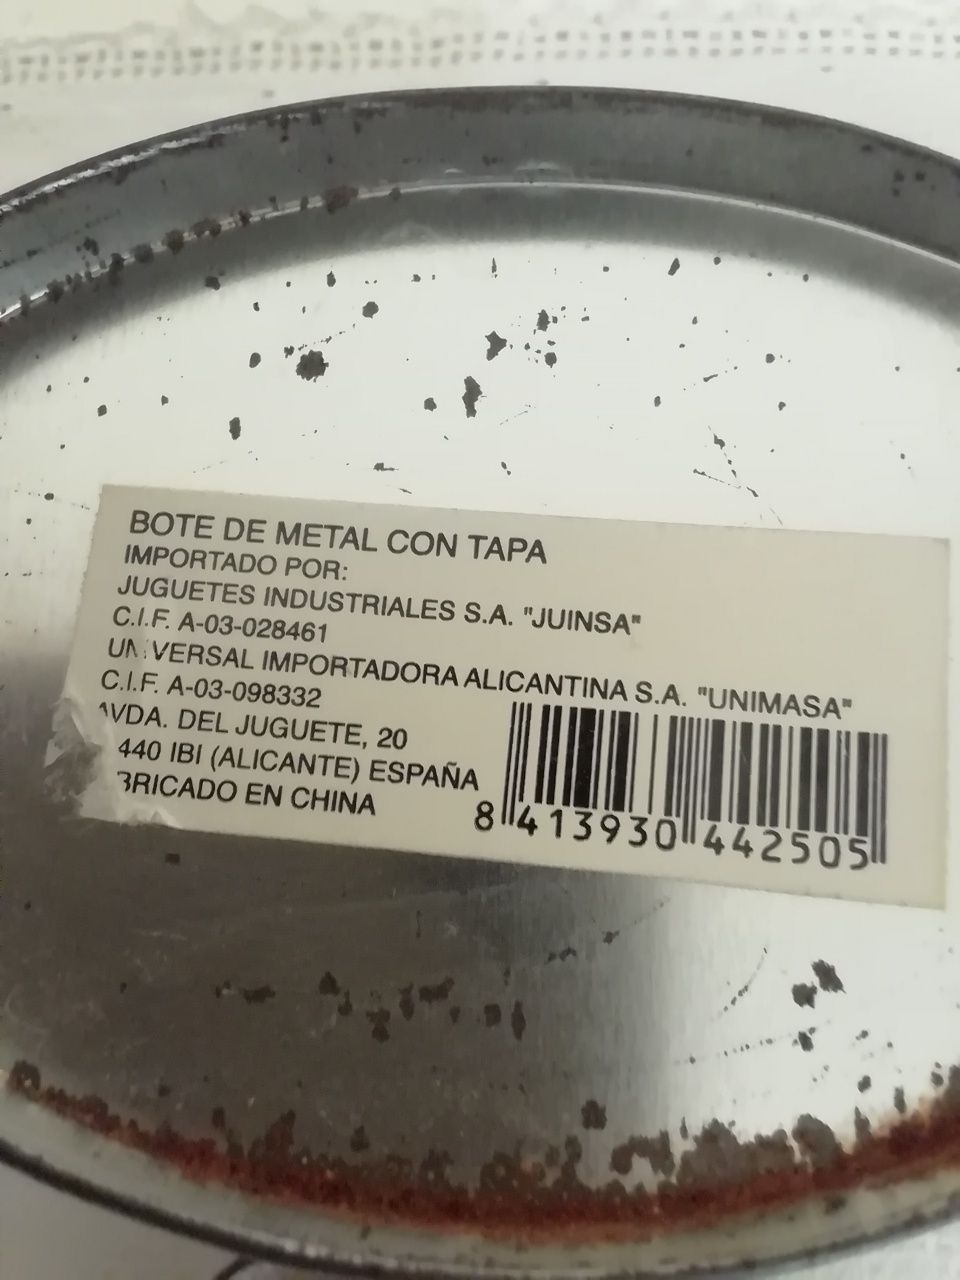 BOTE DE METAL CON TAPA
IMPORTADO POR:
JUGUETES INDUSTRIALES S.A. "JUINSA"
C.I.F. A-03-028461
UNIVERSAL IMPORTADORA ALICANTINA S.A. "UNIMASA"
C.I.F. A-03-098332
AVDA. DEL JUGUETE, 20
440 IBI (ALICANTE) ESPAÑA
BRICADO EN CHINA
8 413930 442505